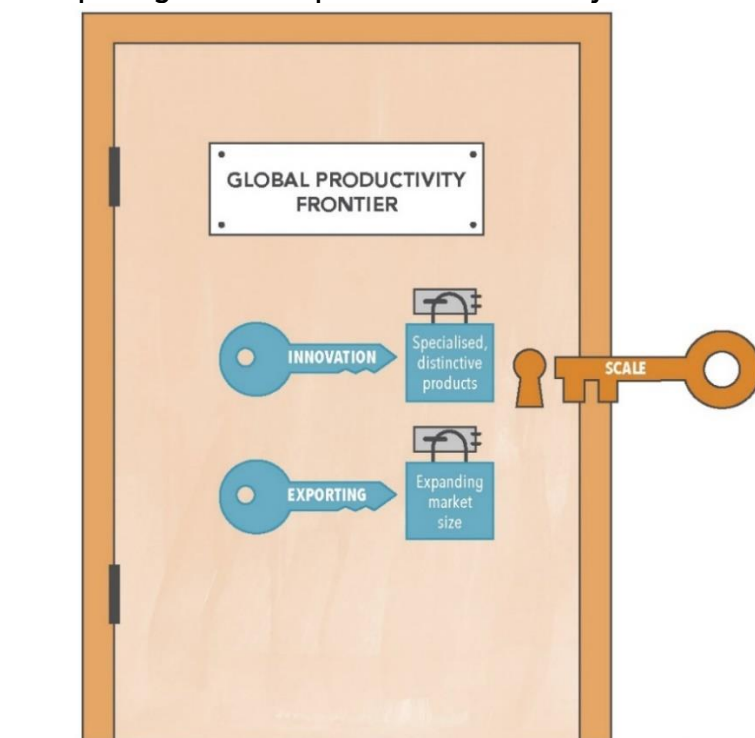 GLOBAL PRODUCTIVITY
FRONTIER
INNOVATION
Specialised,
distinctive
products
SCALE
EXPORTING
Expanding
market
size